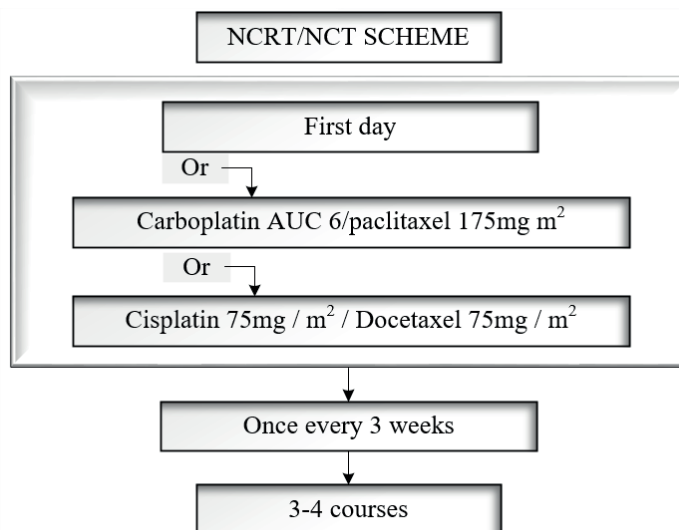 NCRT/NCT SCHEME
First day
Or
Carboplatin AUC 6/paclitaxel 175mg m²
Or
Cisplatin 75mg / m² / Docetaxel 75mg / m²
Once every 3 weeks
3-4 courses